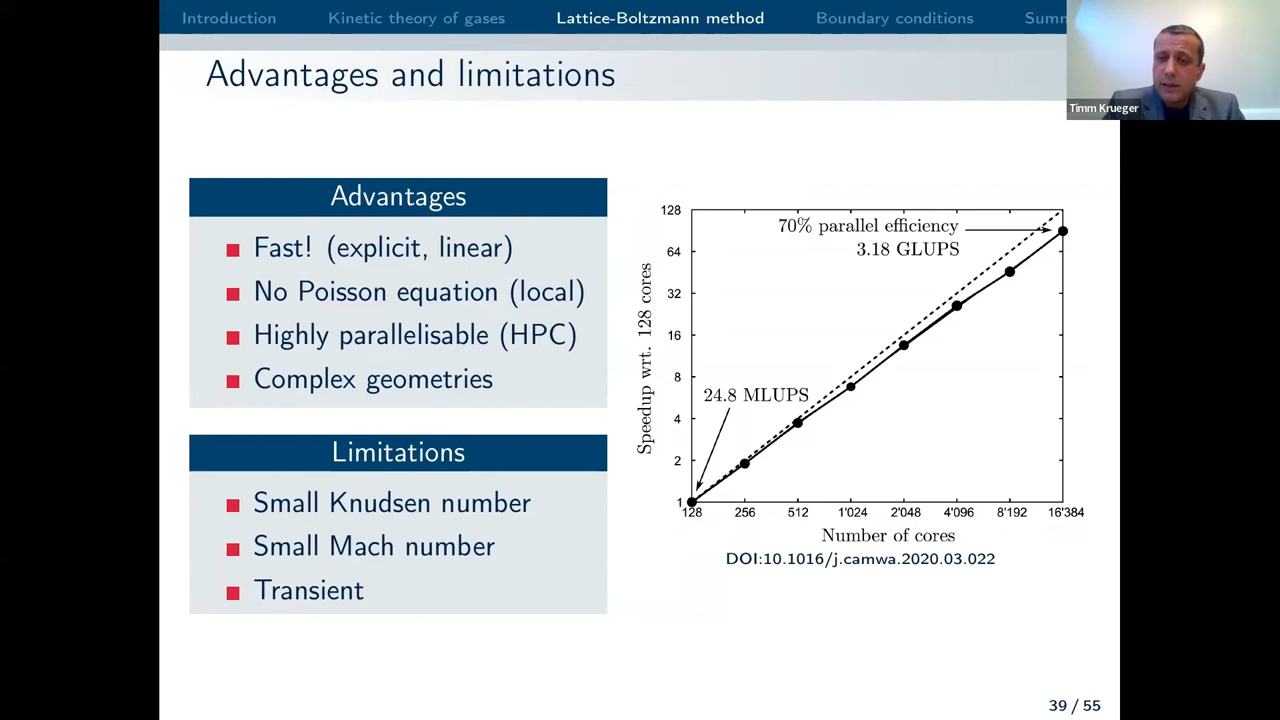 Introduction Kinetic theory of gases Lattice-Boltzmann method Boundary conditions Summ
Timm Krueger
Advantages and limitations
Advantages
Fast! (explicit, linear)
No Poisson equation (local)
Highly parallelisable (HPC)
Complex geometries
Limitations
Small Knudsen number
Small Mach number
Transient
Speedup wrt. 128 cores
128
64
32
16
8
4
2
1
70% parallel efficiency
3.18 GLUPS
24.8 MLUPS
128 256 512 1'024 2'048 4'096 8'192 16'384
Number of cores
DOI:10.1016/j.camwa.2020.03.022
39 / 55